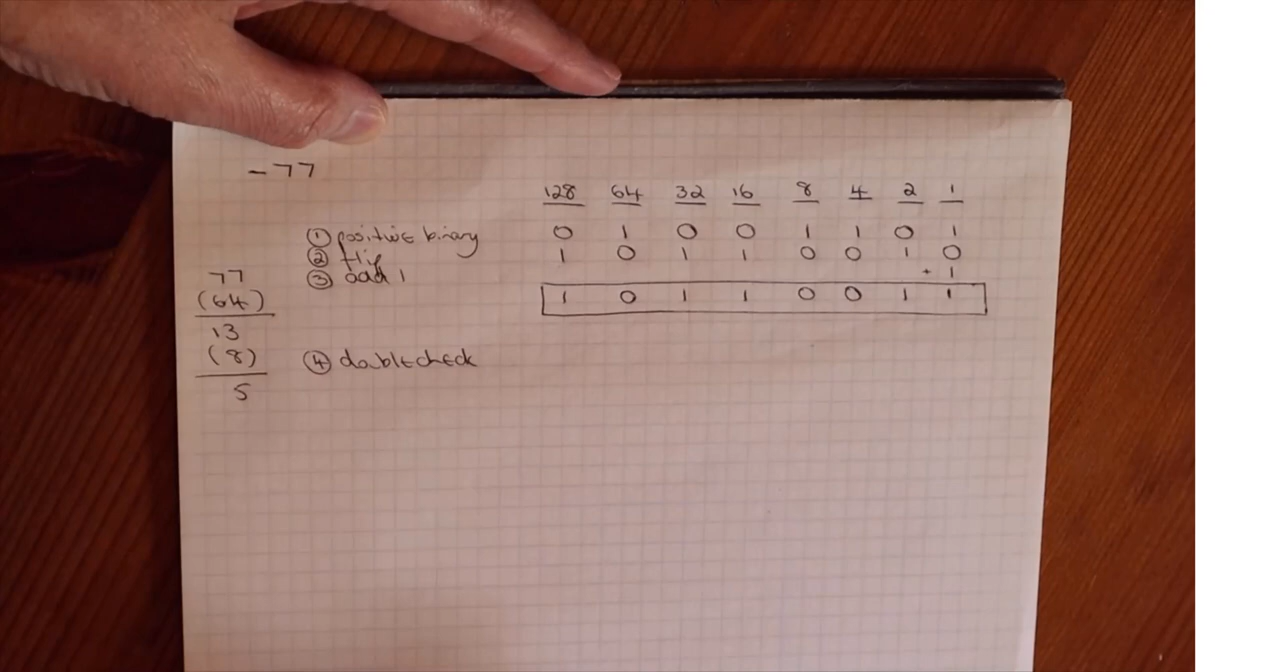 -77
128 64 32 16 8 4 2 1
① positive binary 0 1 0 0 1 1 0 1
② flip 1 0 1 1 0 0 1 0
③ add 1 + 1
1 0 1 1 0 0 1 1
77
(64)
13
(8)
5
④ doublecheck